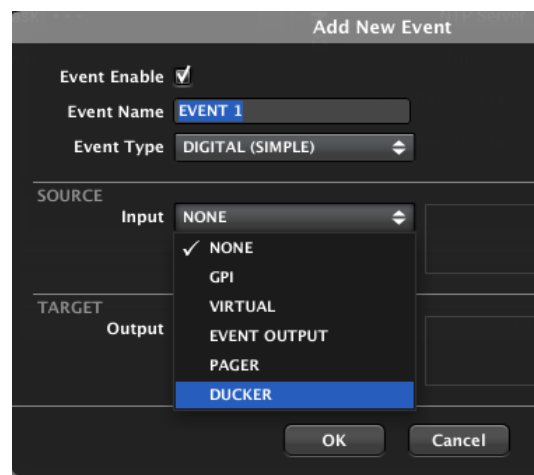 Add New Event
Event Enable
Event Name EVENT 1
Event Type DIGITAL (SIMPLE)
SOURCE
Input NONE
✓ NONE
GPI
VIRTUAL
TARGET
Output
EVENT OUTPUT
PAGER
DUCKER
OK Cancel